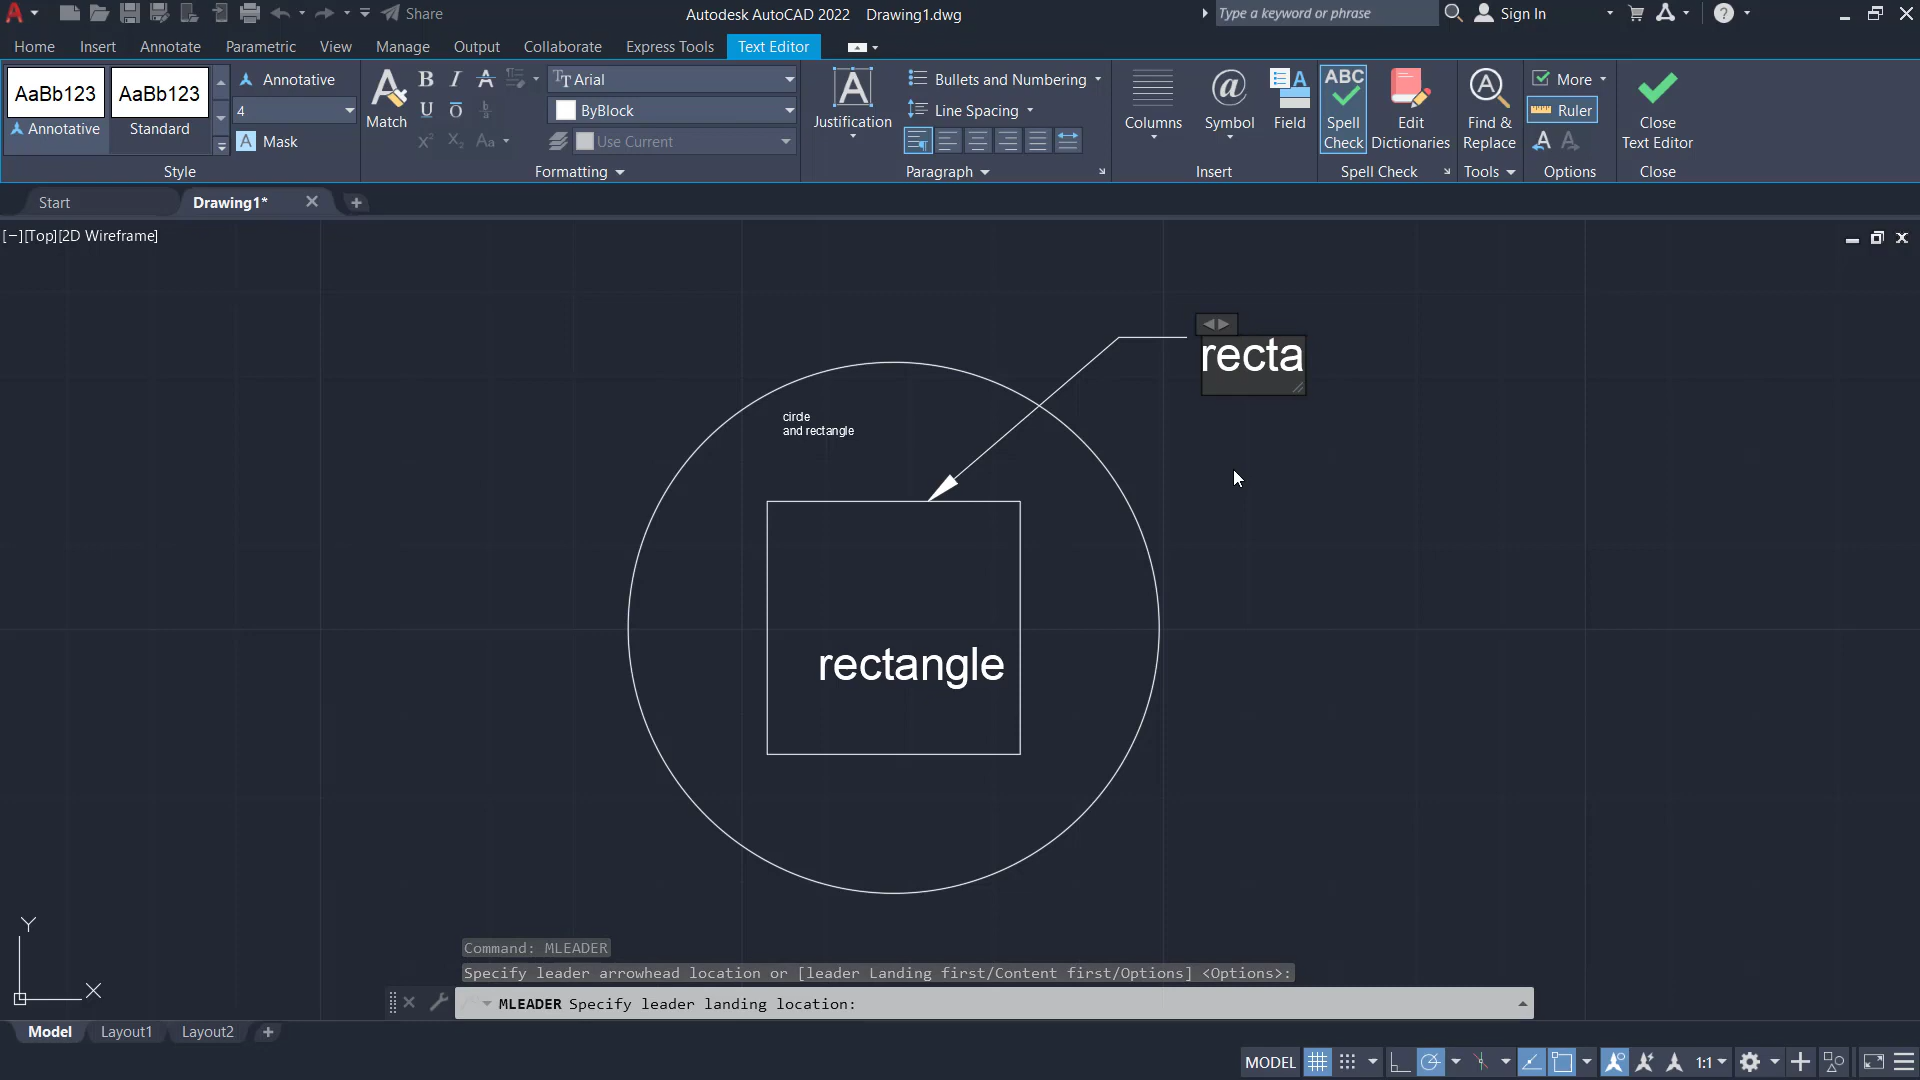 Share
Autodesk AutoCAD 2022 Drawing1.dwg
Type a keyword or phrase
Sign In
Home Insert Annotate Parametric View Manage Output Collaborate Express Tools Text Editor
AaBb123
AaBb123
Annotative
Standard
Annotative
4
Mask
Style
Match
Arial
ByBlock
Use Current
Formatting
Justification
Bullets and Numbering
Line Spacing
Paragraph
Columns
Symbol
Field
Insert
ABC
Spell
Check
Edit
Dictionaries
Spell Check
Find &
Replace
Tools
More
Ruler
Options
Close
Text Editor
Close
Start
Drawing1*
[−][Top][2D Wireframe]
recta
circle
and rectangle
rectangle
Y
X
Command: MLEADER
Specify leader arrowhead location or [leader Landing first/Content first/Options] <Options>:
MLEADER Specify leader landing location:
Model Layout1 Layout2
MODEL
1:1